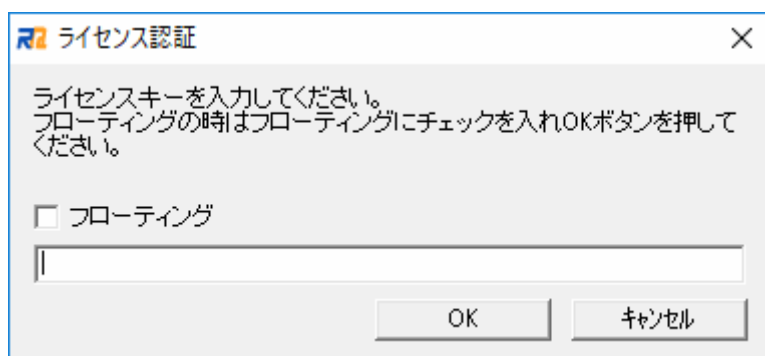 ライセンス認証
ライセンスキーを入力してください。
フローティングの時はフローティングにチェックを入れOKボタンを押して
ください。
フローティング
OK
キャンセル